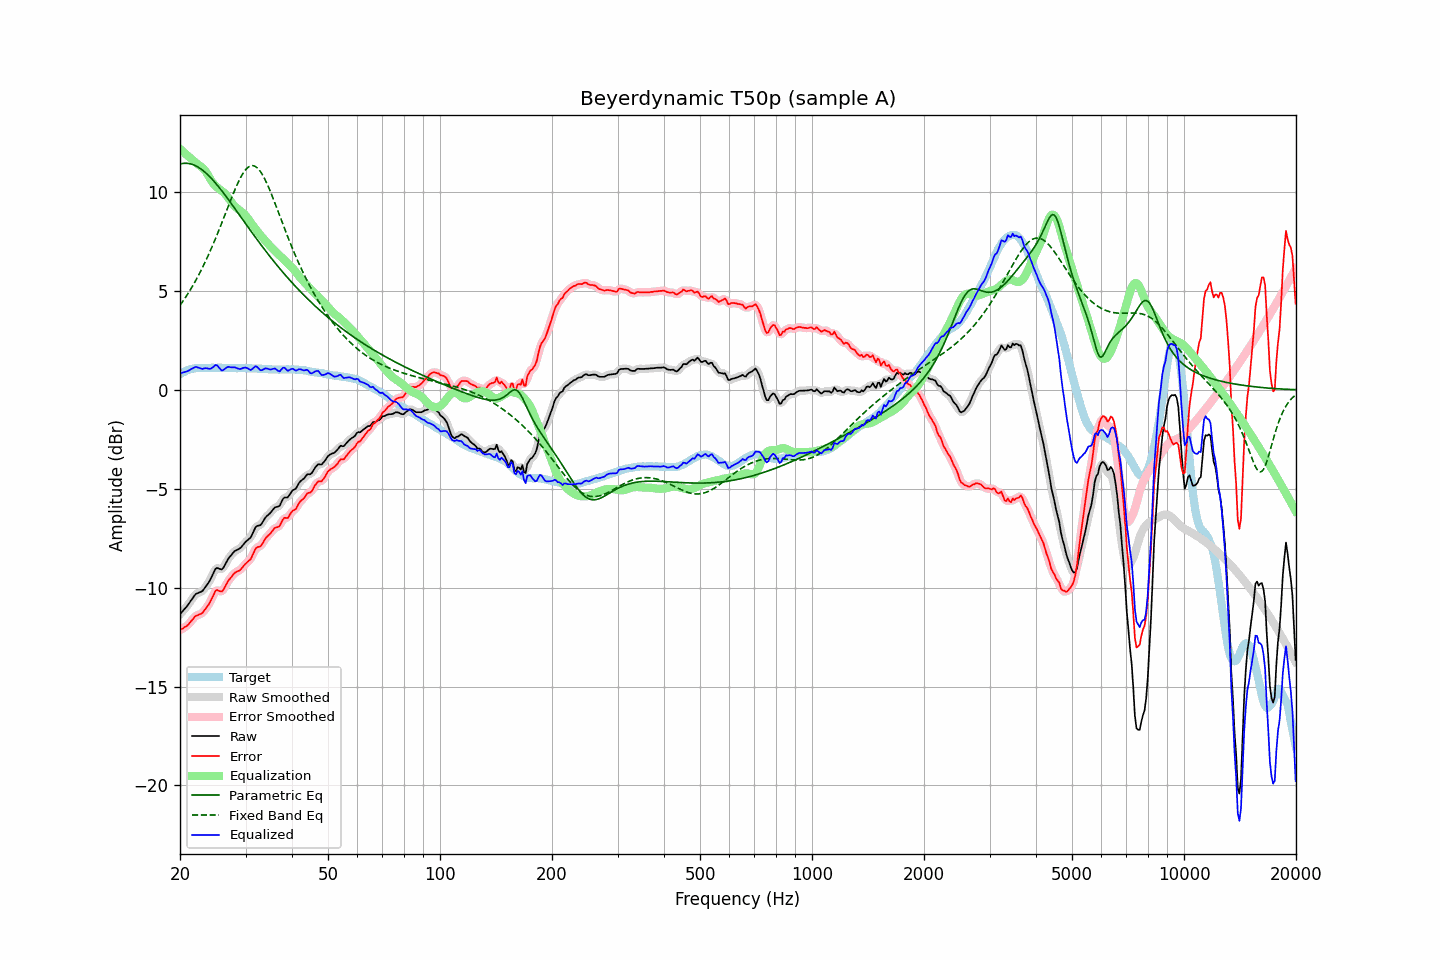 Beyerdynamic T50p (sample A)
Amplitude (dBr)
10
5
0
−5
−10
−15
−20
Target
Raw Smoothed
Error Smoothed
Raw
Error
Equalization
Parametric Eq
Fixed Band Eq
Equalized
20 50 100 200 500 1000 2000 5000 10000 20000
Frequency (Hz)